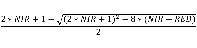 2 * NIR + 1 - √((2 * NIR + 1)² - 8 * (NIR - RED))
2